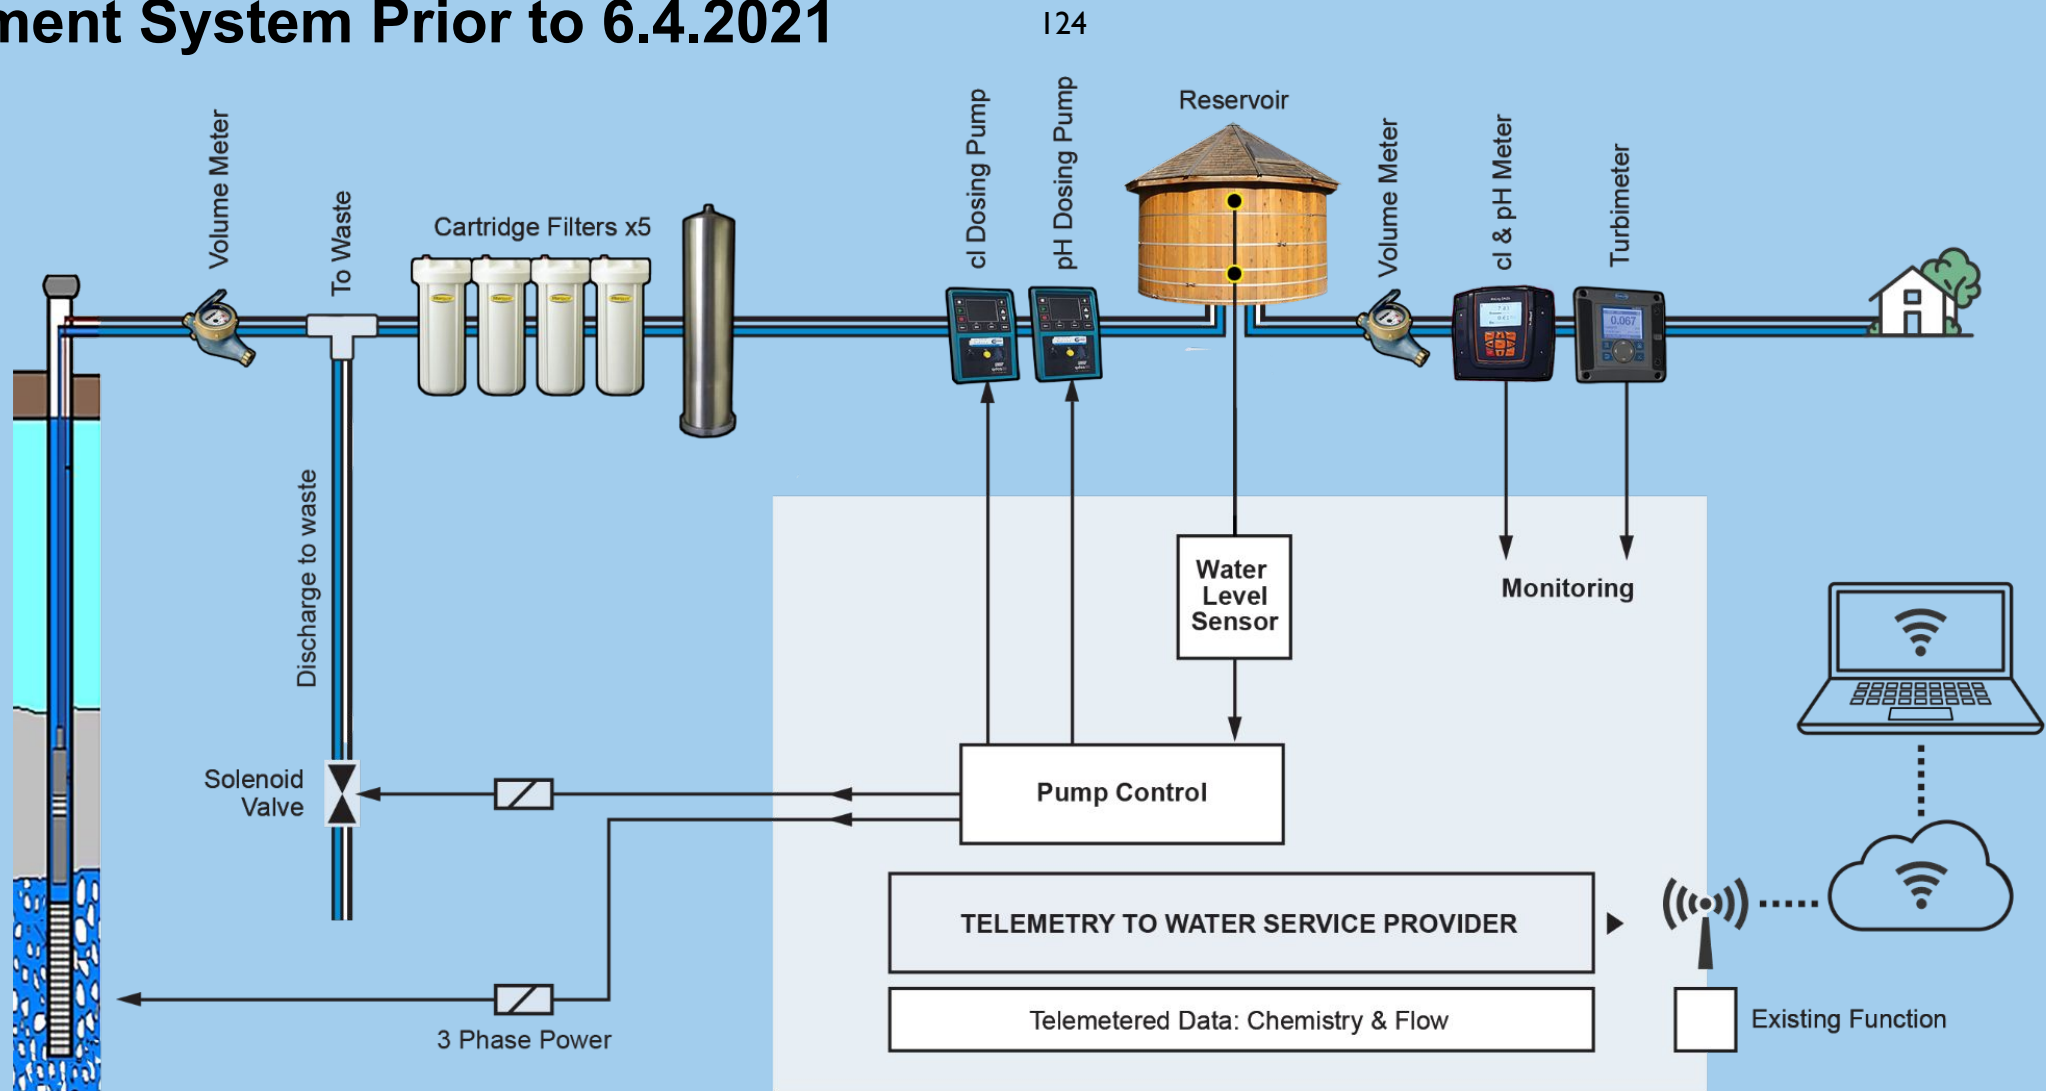 ment System Prior to 6.4.2021
124
Volume Meter
To Waste
Cartridge Filters x5
cl Dosing Pump
pH Dosing Pump
Reservoir
Volume Meter
cl & pH Meter
Turbimeter
0.067
Discharge to waste
Water
Level
Sensor
Monitoring
Solenoid
Valve
Pump Control
TELEMETRY TO WATER SERVICE PROVIDER
Telemetered Data: Chemistry & Flow
Existing Function
3 Phase Power